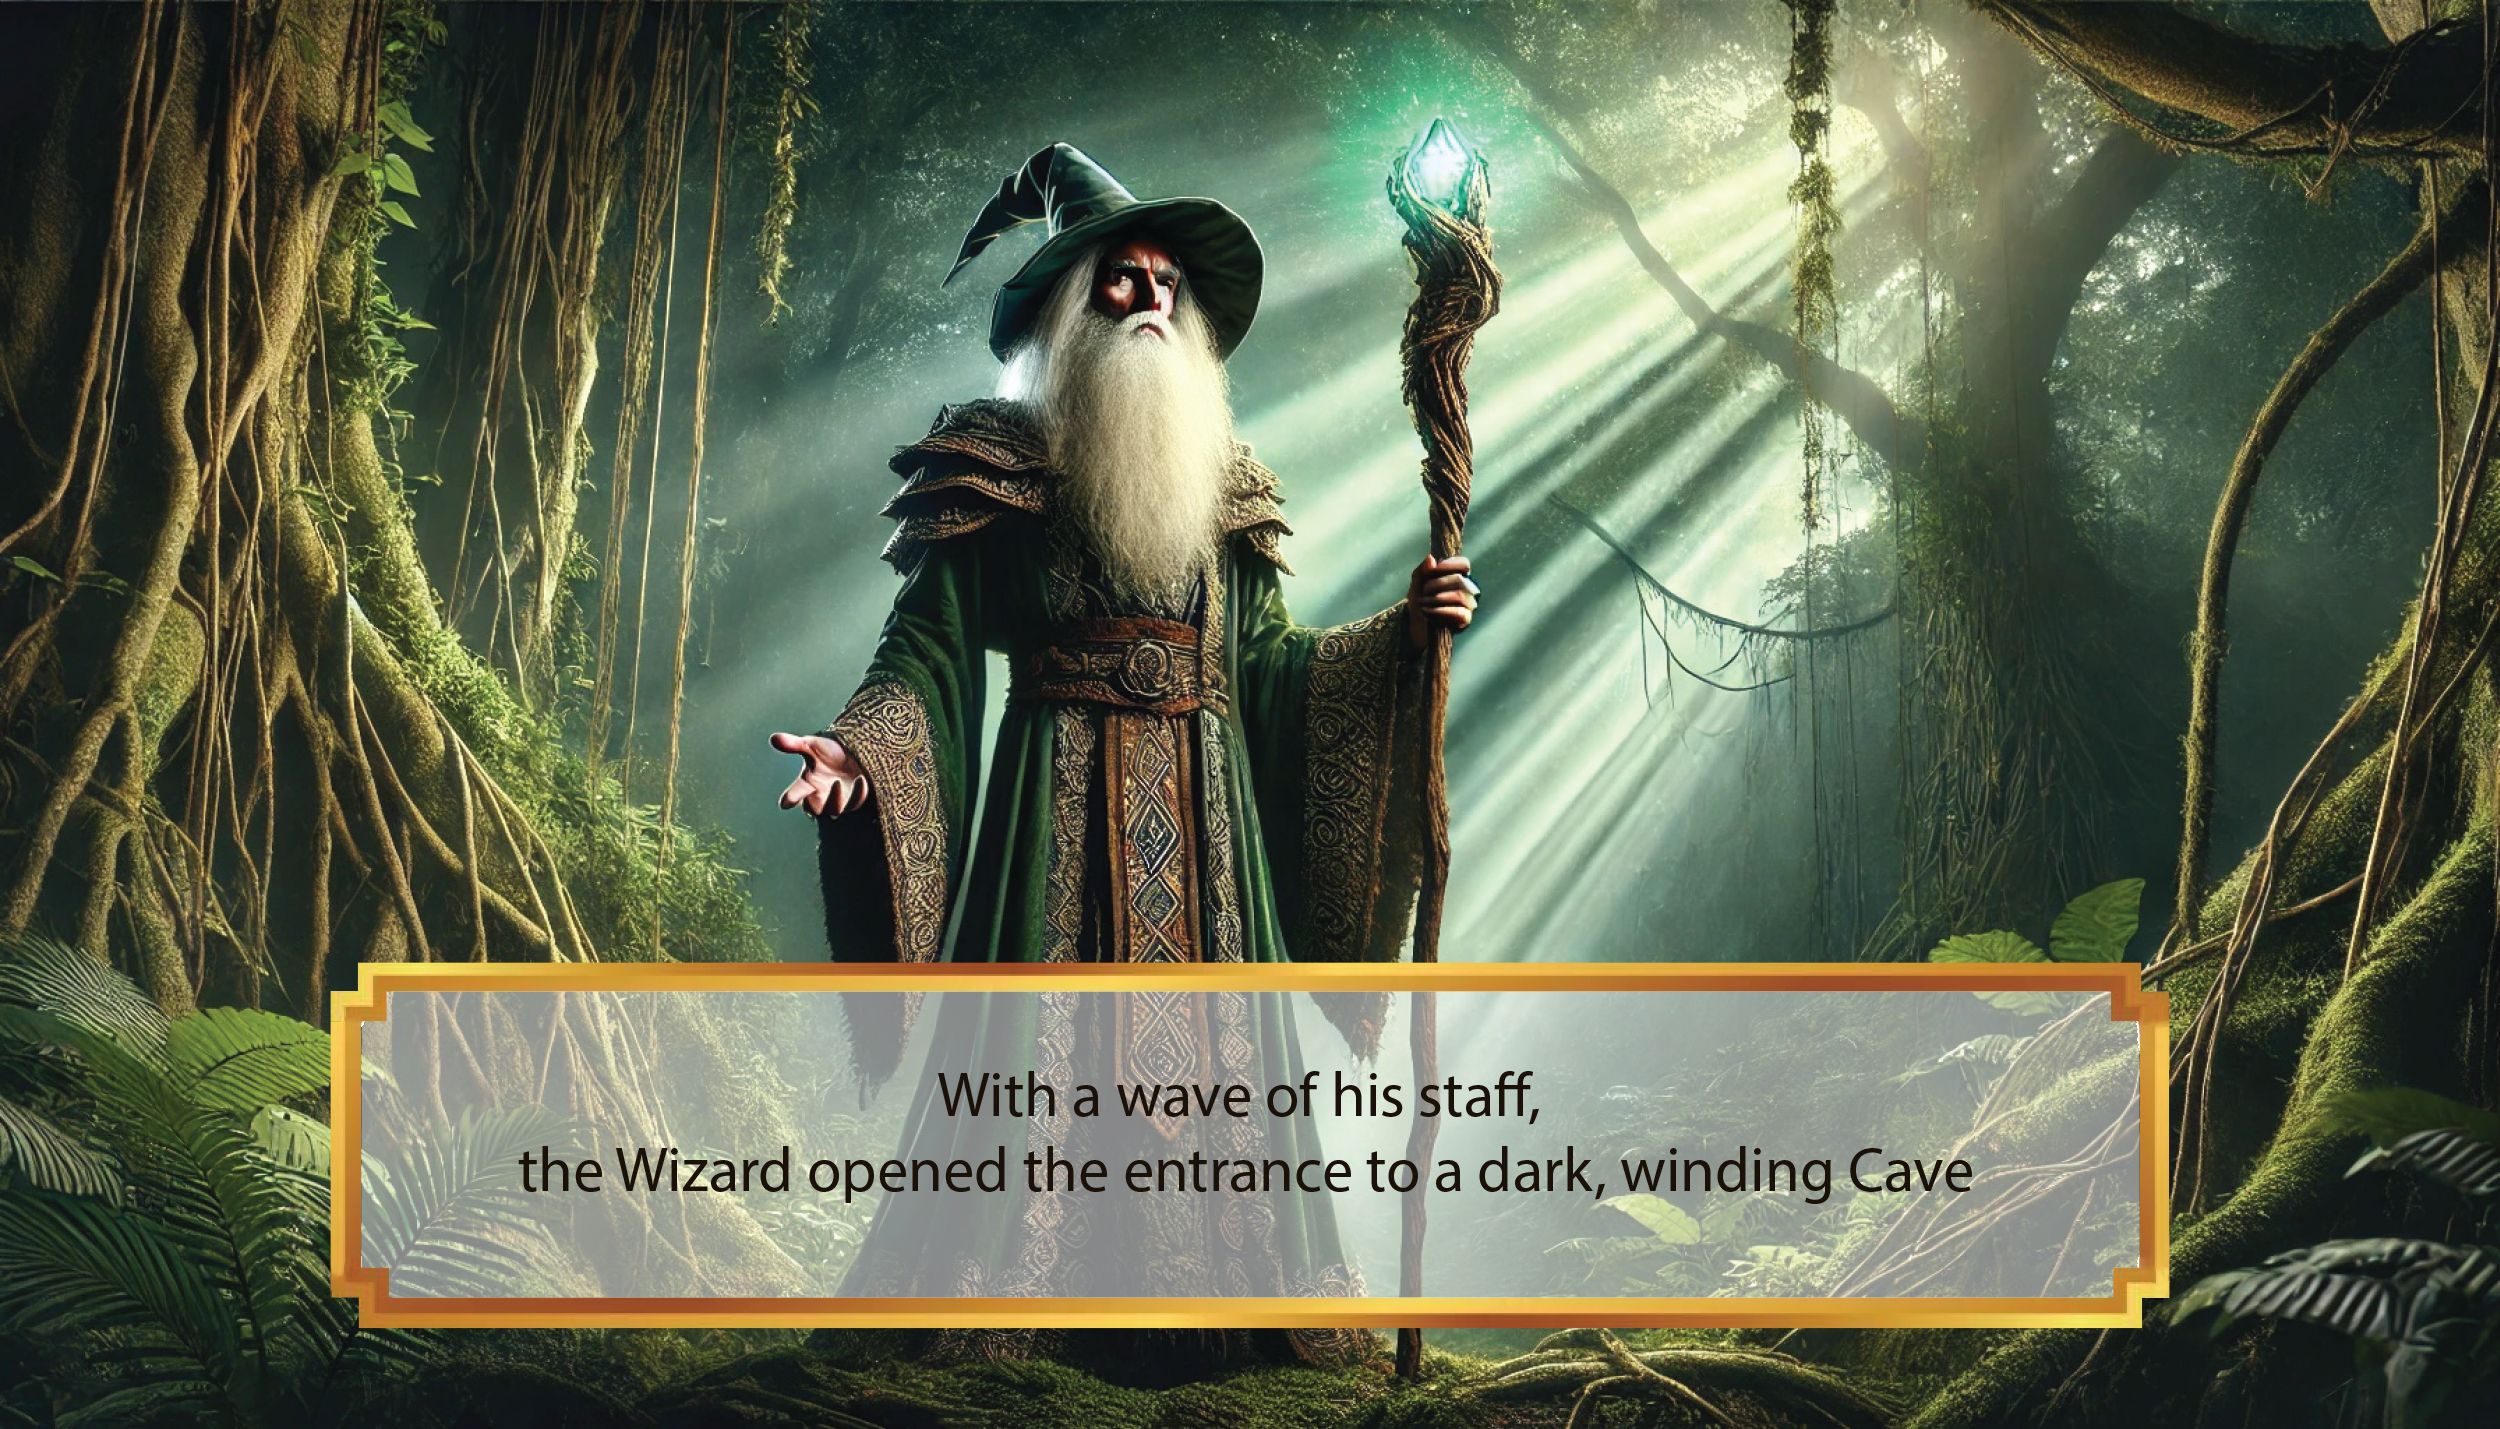 With a wave of his staff,
the Wizard opened the entrance to a dark, winding Cave